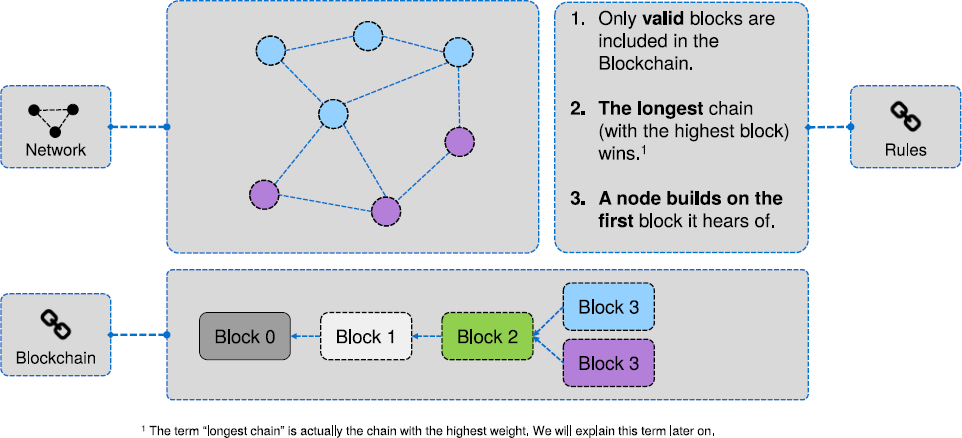 Network
1. Only valid blocks are
included in the
Blockchain.
2. The longest chain
(with the highest block)
wins.¹
3. A node builds on the
first block it hears of.
Rules
Blockchain
Block 0
Block 1
Block 2
Block 3
Block 3
¹ The term “longest chain” is actually the chain with the highest weight. We will explain this term later on.